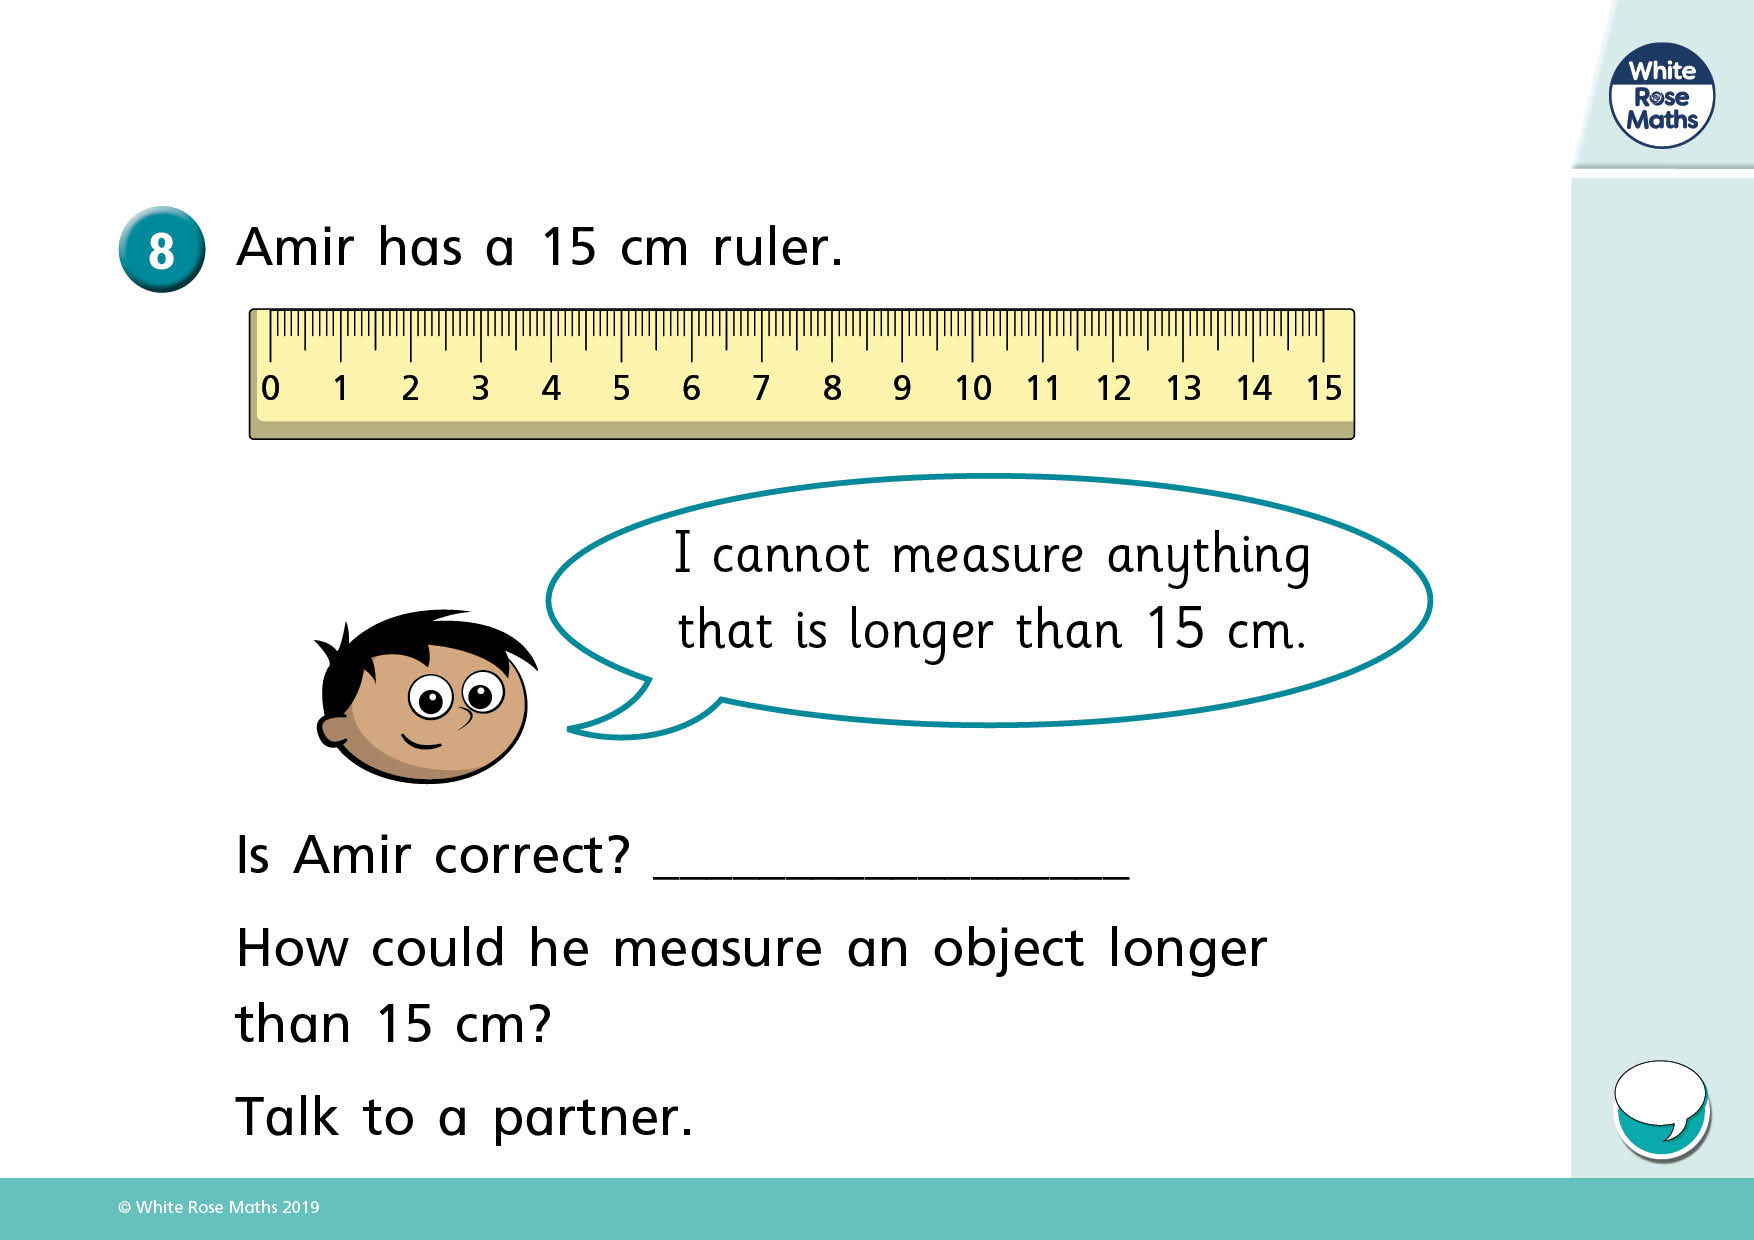 White
Rose
Maths
8 Amir has a 15 cm ruler.
0 1 2 3 4 5 6 7 8 9 10 11 12 13 14 15
I cannot measure anything
that is longer than 15 cm.
Is Amir correct? __________________
How could he measure an object longer
than 15 cm?
Talk to a partner.
© White Rose Maths 2019